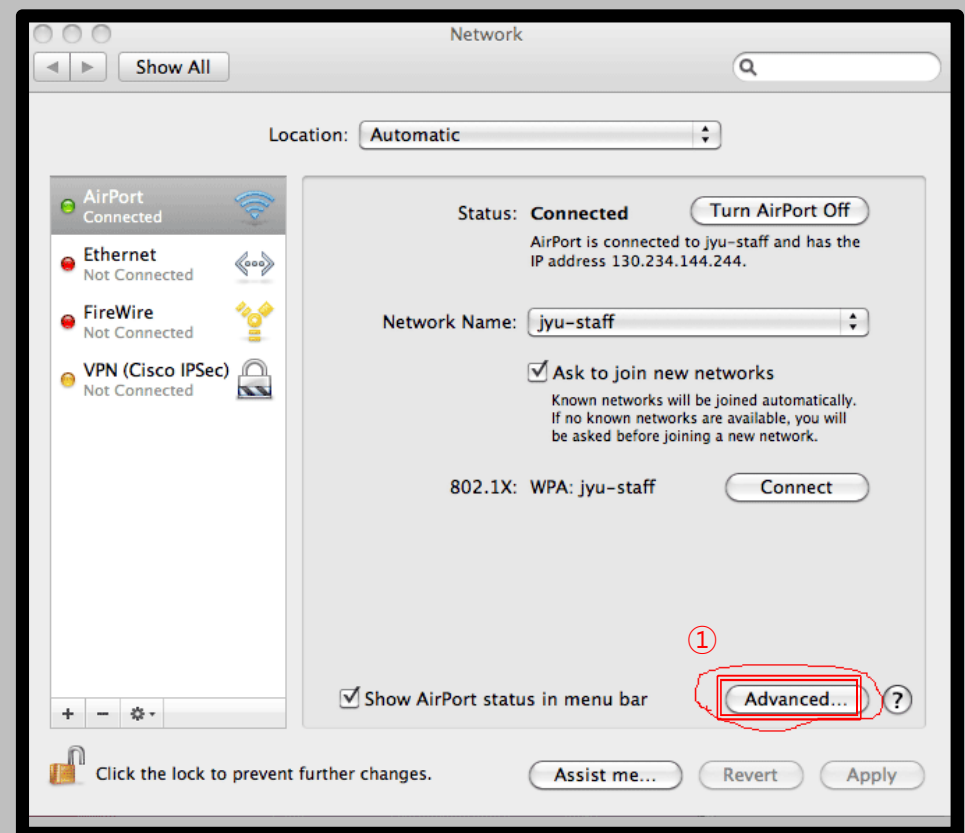 Network
Show All
Location: Automatic
AirPort
Connected
Ethernet
Not Connected
FireWire
Not Connected
VPN (Cisco IPSec)
Not Connected
Status: Connected Turn AirPort Off
AirPort is connected to jyu-staff and has the
IP address 130.234.144.244.
Network Name: jyu-staff
Ask to join new networks
Known networks will be joined automatically.
If no known networks are available, you will
be asked before joining a new network.
802.1X: WPA: jyu-staff Connect
①
Show AirPort status in menu bar Advanced... ?
Click the lock to prevent further changes. Assist me... Revert Apply